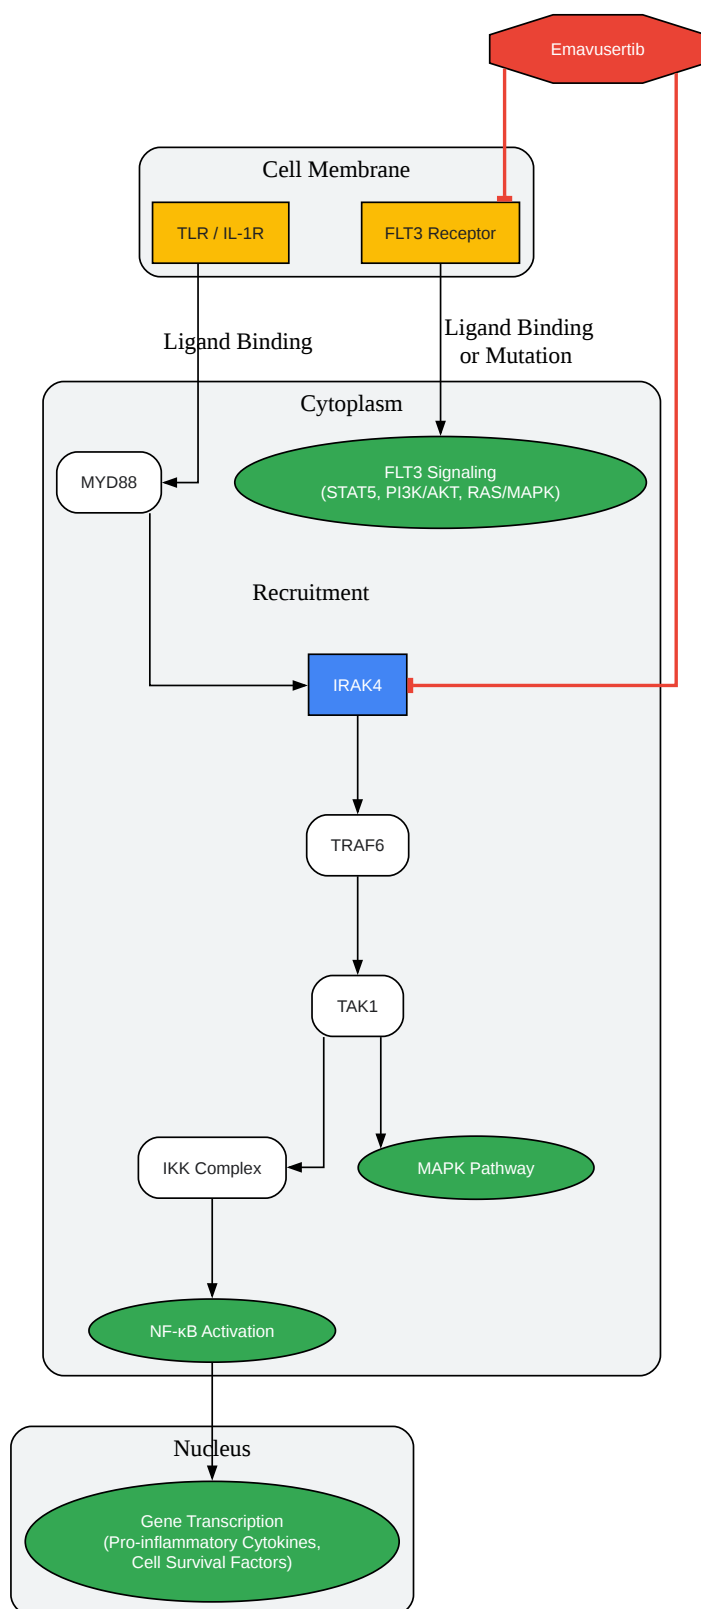 Emavusertib
Cell Membrane
TLR / IL-1R
FLT3 Receptor
Ligand Binding
Ligand Binding
or Mutation
Cytoplasm
MYD88
FLT3 Signaling
(STAT5, PI3K/AKT, RAS/MAPK)
Recruitment
IRAK4
TRAF6
TAK1
IKK Complex
MAPK Pathway
NF-κB Activation
Nucleus
Gene Transcription
(Pro-inflammatory Cytokines,
Cell Survival Factors)